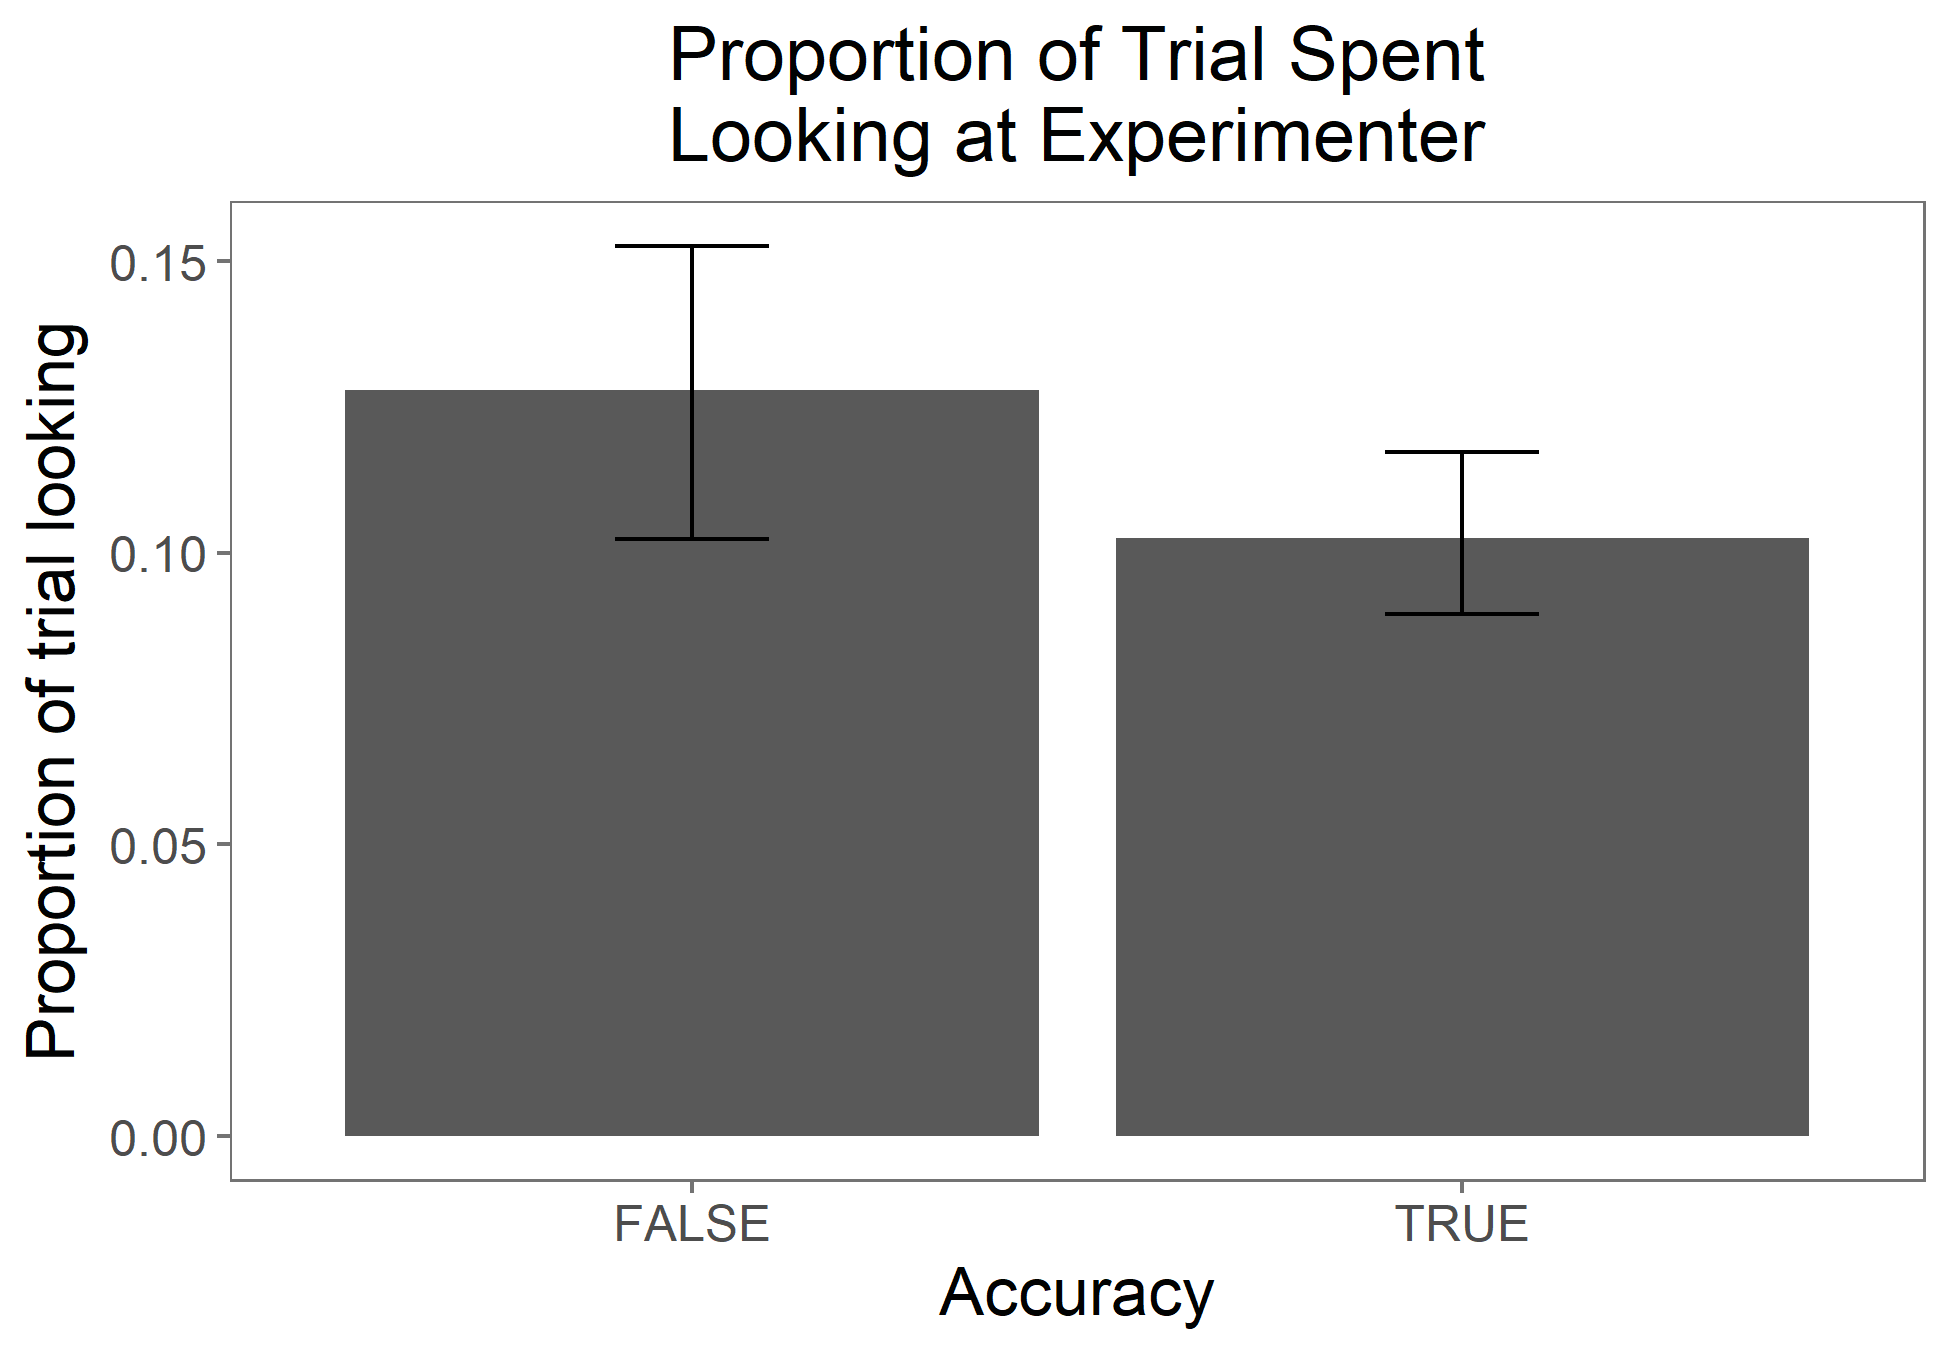 Proportion of Trial Spent
Looking at Experimenter
Proportion of trial looking
0.15
0.10
0.05
0.00
FALSE
TRUE
Accuracy